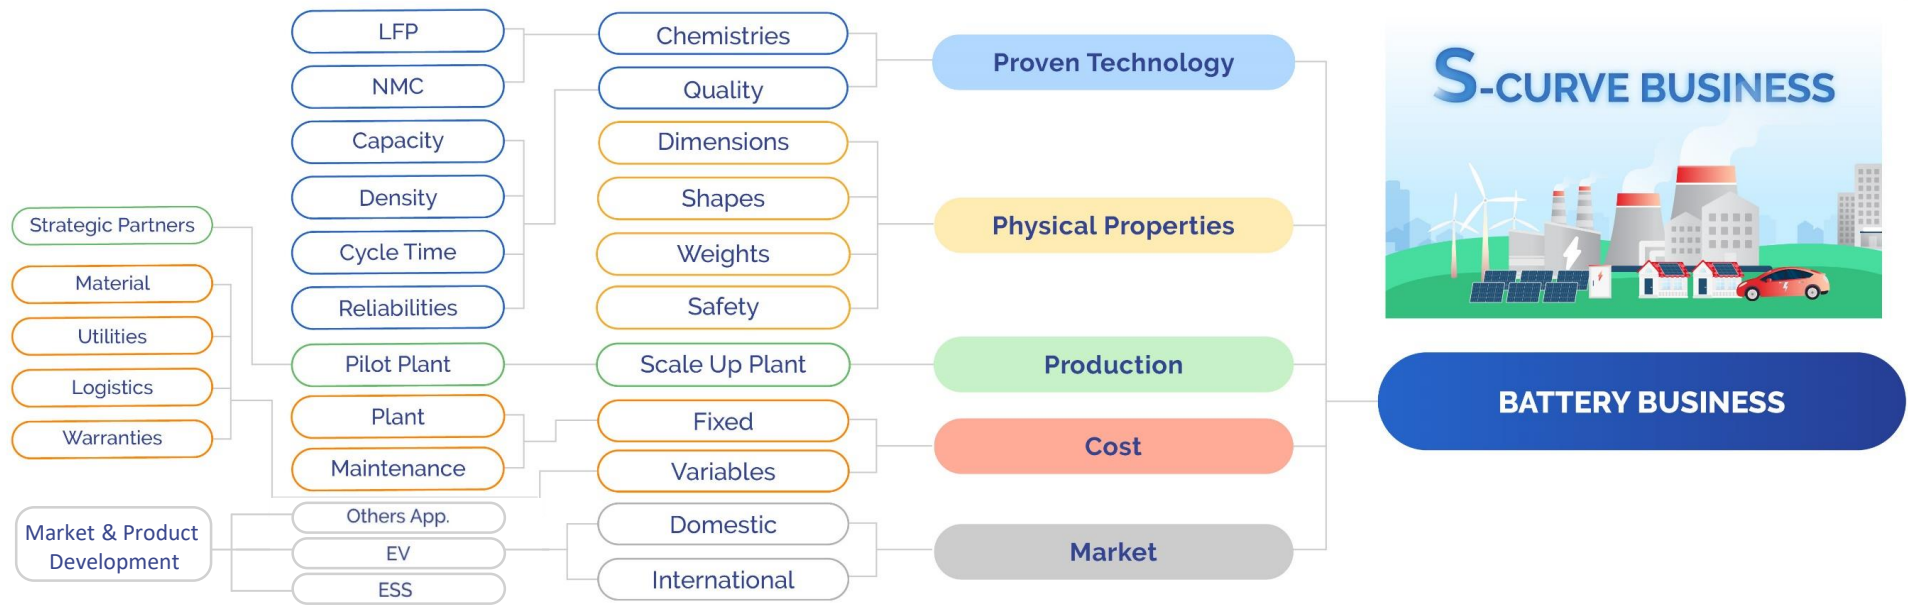 LFP
NMC
Capacity
Density
Cycle Time
Reliabilities
Strategic Partners
Material
Utilities
Logistics
Warranties
Pilot Plant
Plant
Maintenance
Market & Product
Development
Others App.
EV
ESS
Chemistries
Quality
Dimensions
Shapes
Weights
Safety
Scale Up Plant
Fixed
Variables
Domestic
International
Proven Technology
Physical Properties
Production
Cost
Market
S-CURVE BUSINESS
BATTERY BUSINESS